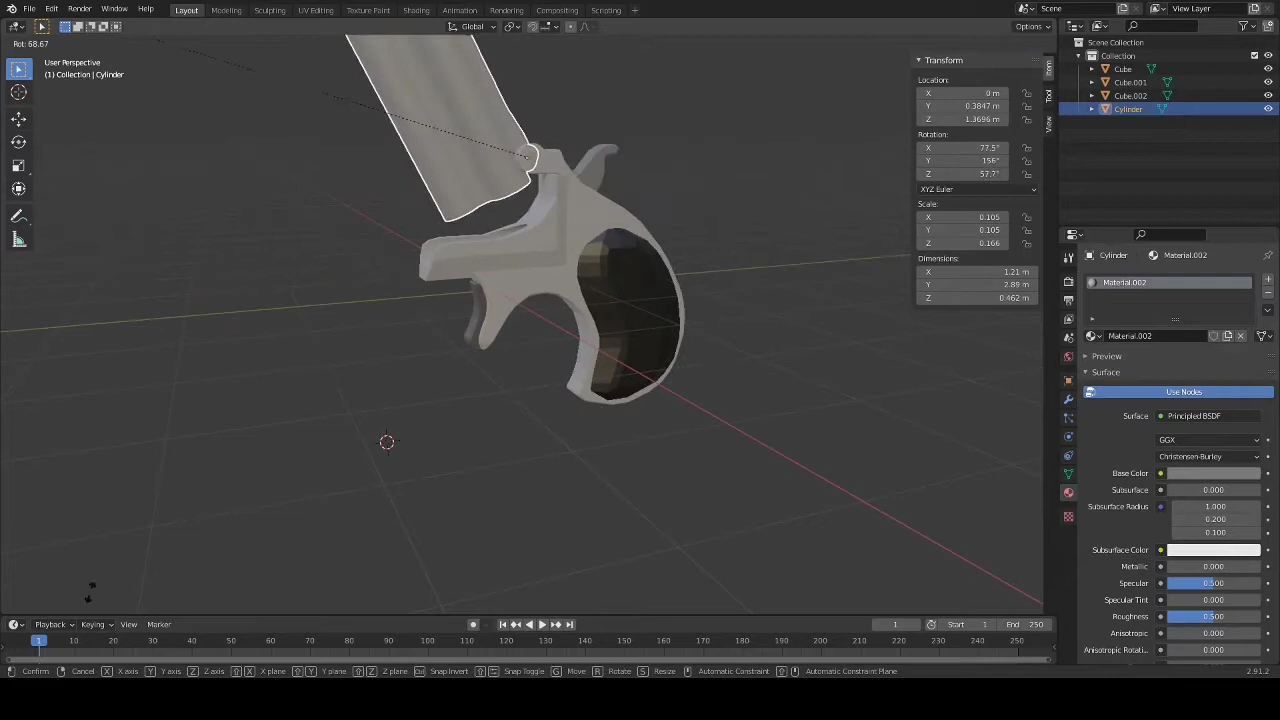 File Edit Render Window Help
Layout Modeling Sculpting UV Editing Texture Paint Shading Animation Rendering Compositing Scripting +
Scene
View Layer
Global
Options
Rot: 68.67
User Perspective
(1) Collection | Cylinder
Transform
Location:
X 0 m
Y 0.3847 m
Z 1.3696 m
Rotation:
X 77.5°
Y 156°
Z 57.7°
XYZ Euler
Scale:
X 0.105
Y 0.105
Z 0.166
Dimensions:
X 1.21 m
Y 2.89 m
Z 0.462 m
Item
Tool
View
Scene Collection
Collection
Cube
Cube.001
Cube.002
Cylinder
Cylinder Material.002
Material.002
Material.002
Preview
Surface
Use Nodes
Surface Principled BSDF
GGX
Christensen-Burley
Base Color
Subsurface 0.000
Subsurface Radius 1.000
0.200
0.100
Subsurface Color
Metallic 0.000
Specular 0.500
Specular Tint 0.000
Roughness 0.500
Anisotropic 0.000
Anisotropic Rotati... 0.000
Playback Keying View Marker
1
Start 1
End 250
1 10 20 30 40 50 60 70 80 90 100 110 120 130 140 150 160 170 180 190 200 210 220 230 240 250
Confirm Cancel X X axis Y Y axis Z Z axis X X plane Y Y plane Z Z plane Snap Invert Snap Toggle G Move R Rotate S Resize Automatic Constraint Automatic Constraint Plane
2.91.2